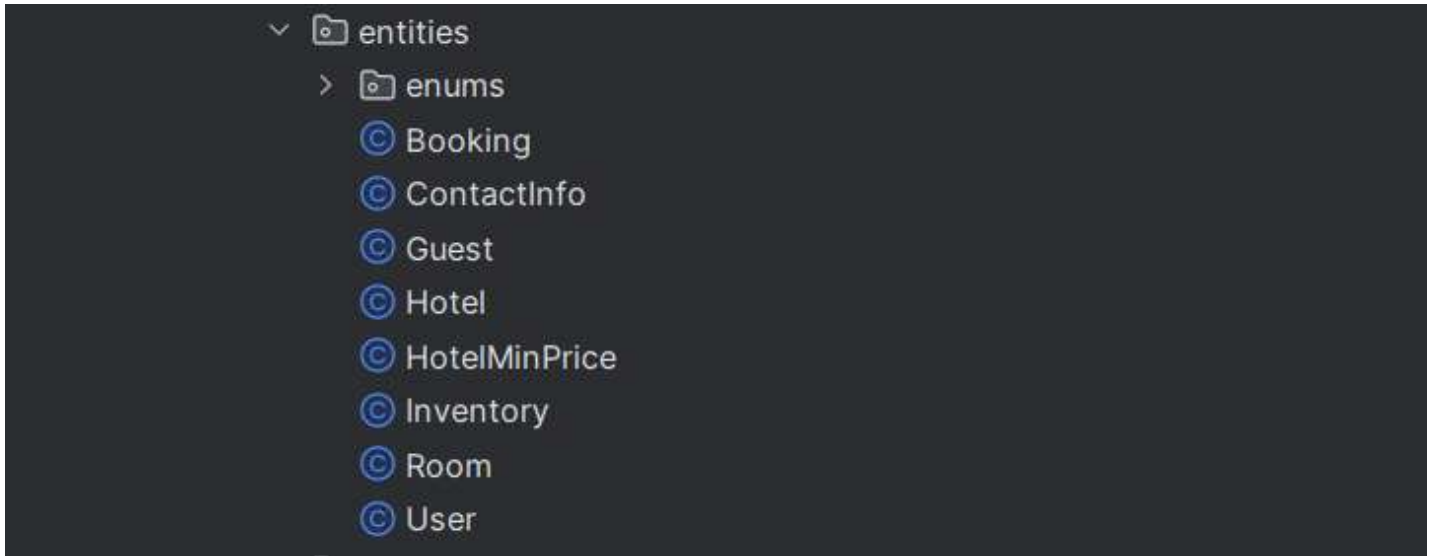 entities
enums
Booking
ContactInfo
Guest
Hotel
HotelMinPrice
Inventory
Room
User